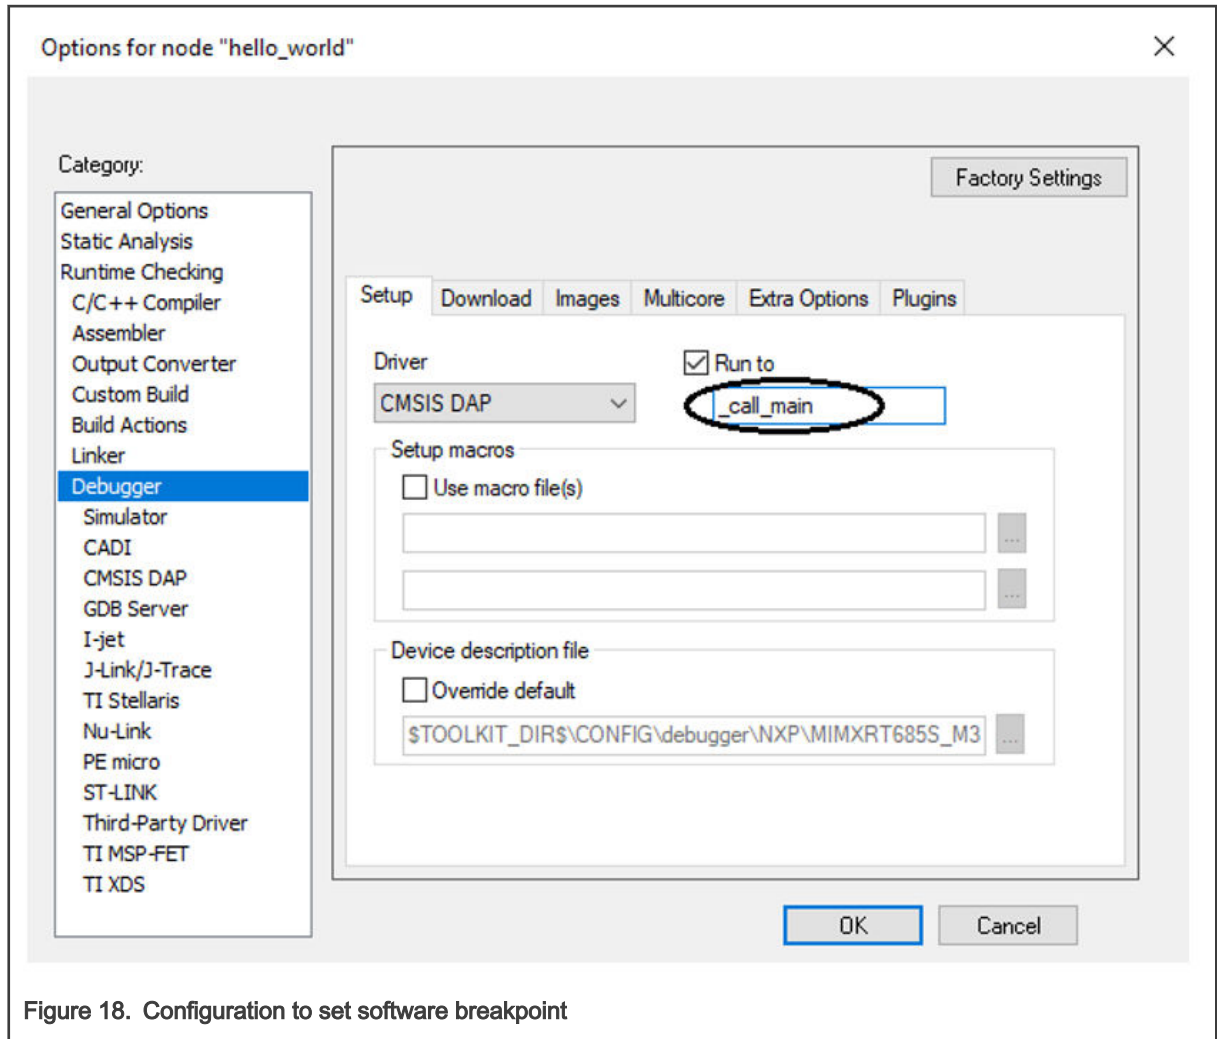 Options for node "hello_world"
Category:
Factory Settings
General Options
Static Analysis
Runtime Checking
C/C++ Compiler
Assembler
Output Converter
Custom Build
Build Actions
Linker
Debugger
Simulator
CADI
CMSIS DAP
GDB Server
I-jet
J-Link/J-Trace
TI Stellaris
Nu-Link
PE micro
ST-LINK
Third-Party Driver
TI MSP-FET
TI XDS
Setup Download Images Multicore Extra Options Plugins
Driver
Run to
CMSIS DAP
_call_main
Setup macros
Use macro file(s)
...
...
Device description file
Override default
$TOOLKIT_DIR$\CONFIG\debugger\NXP\MIMXRT685S_M3
...
OK
Cancel
Figure 18. Configuration to set software breakpoint